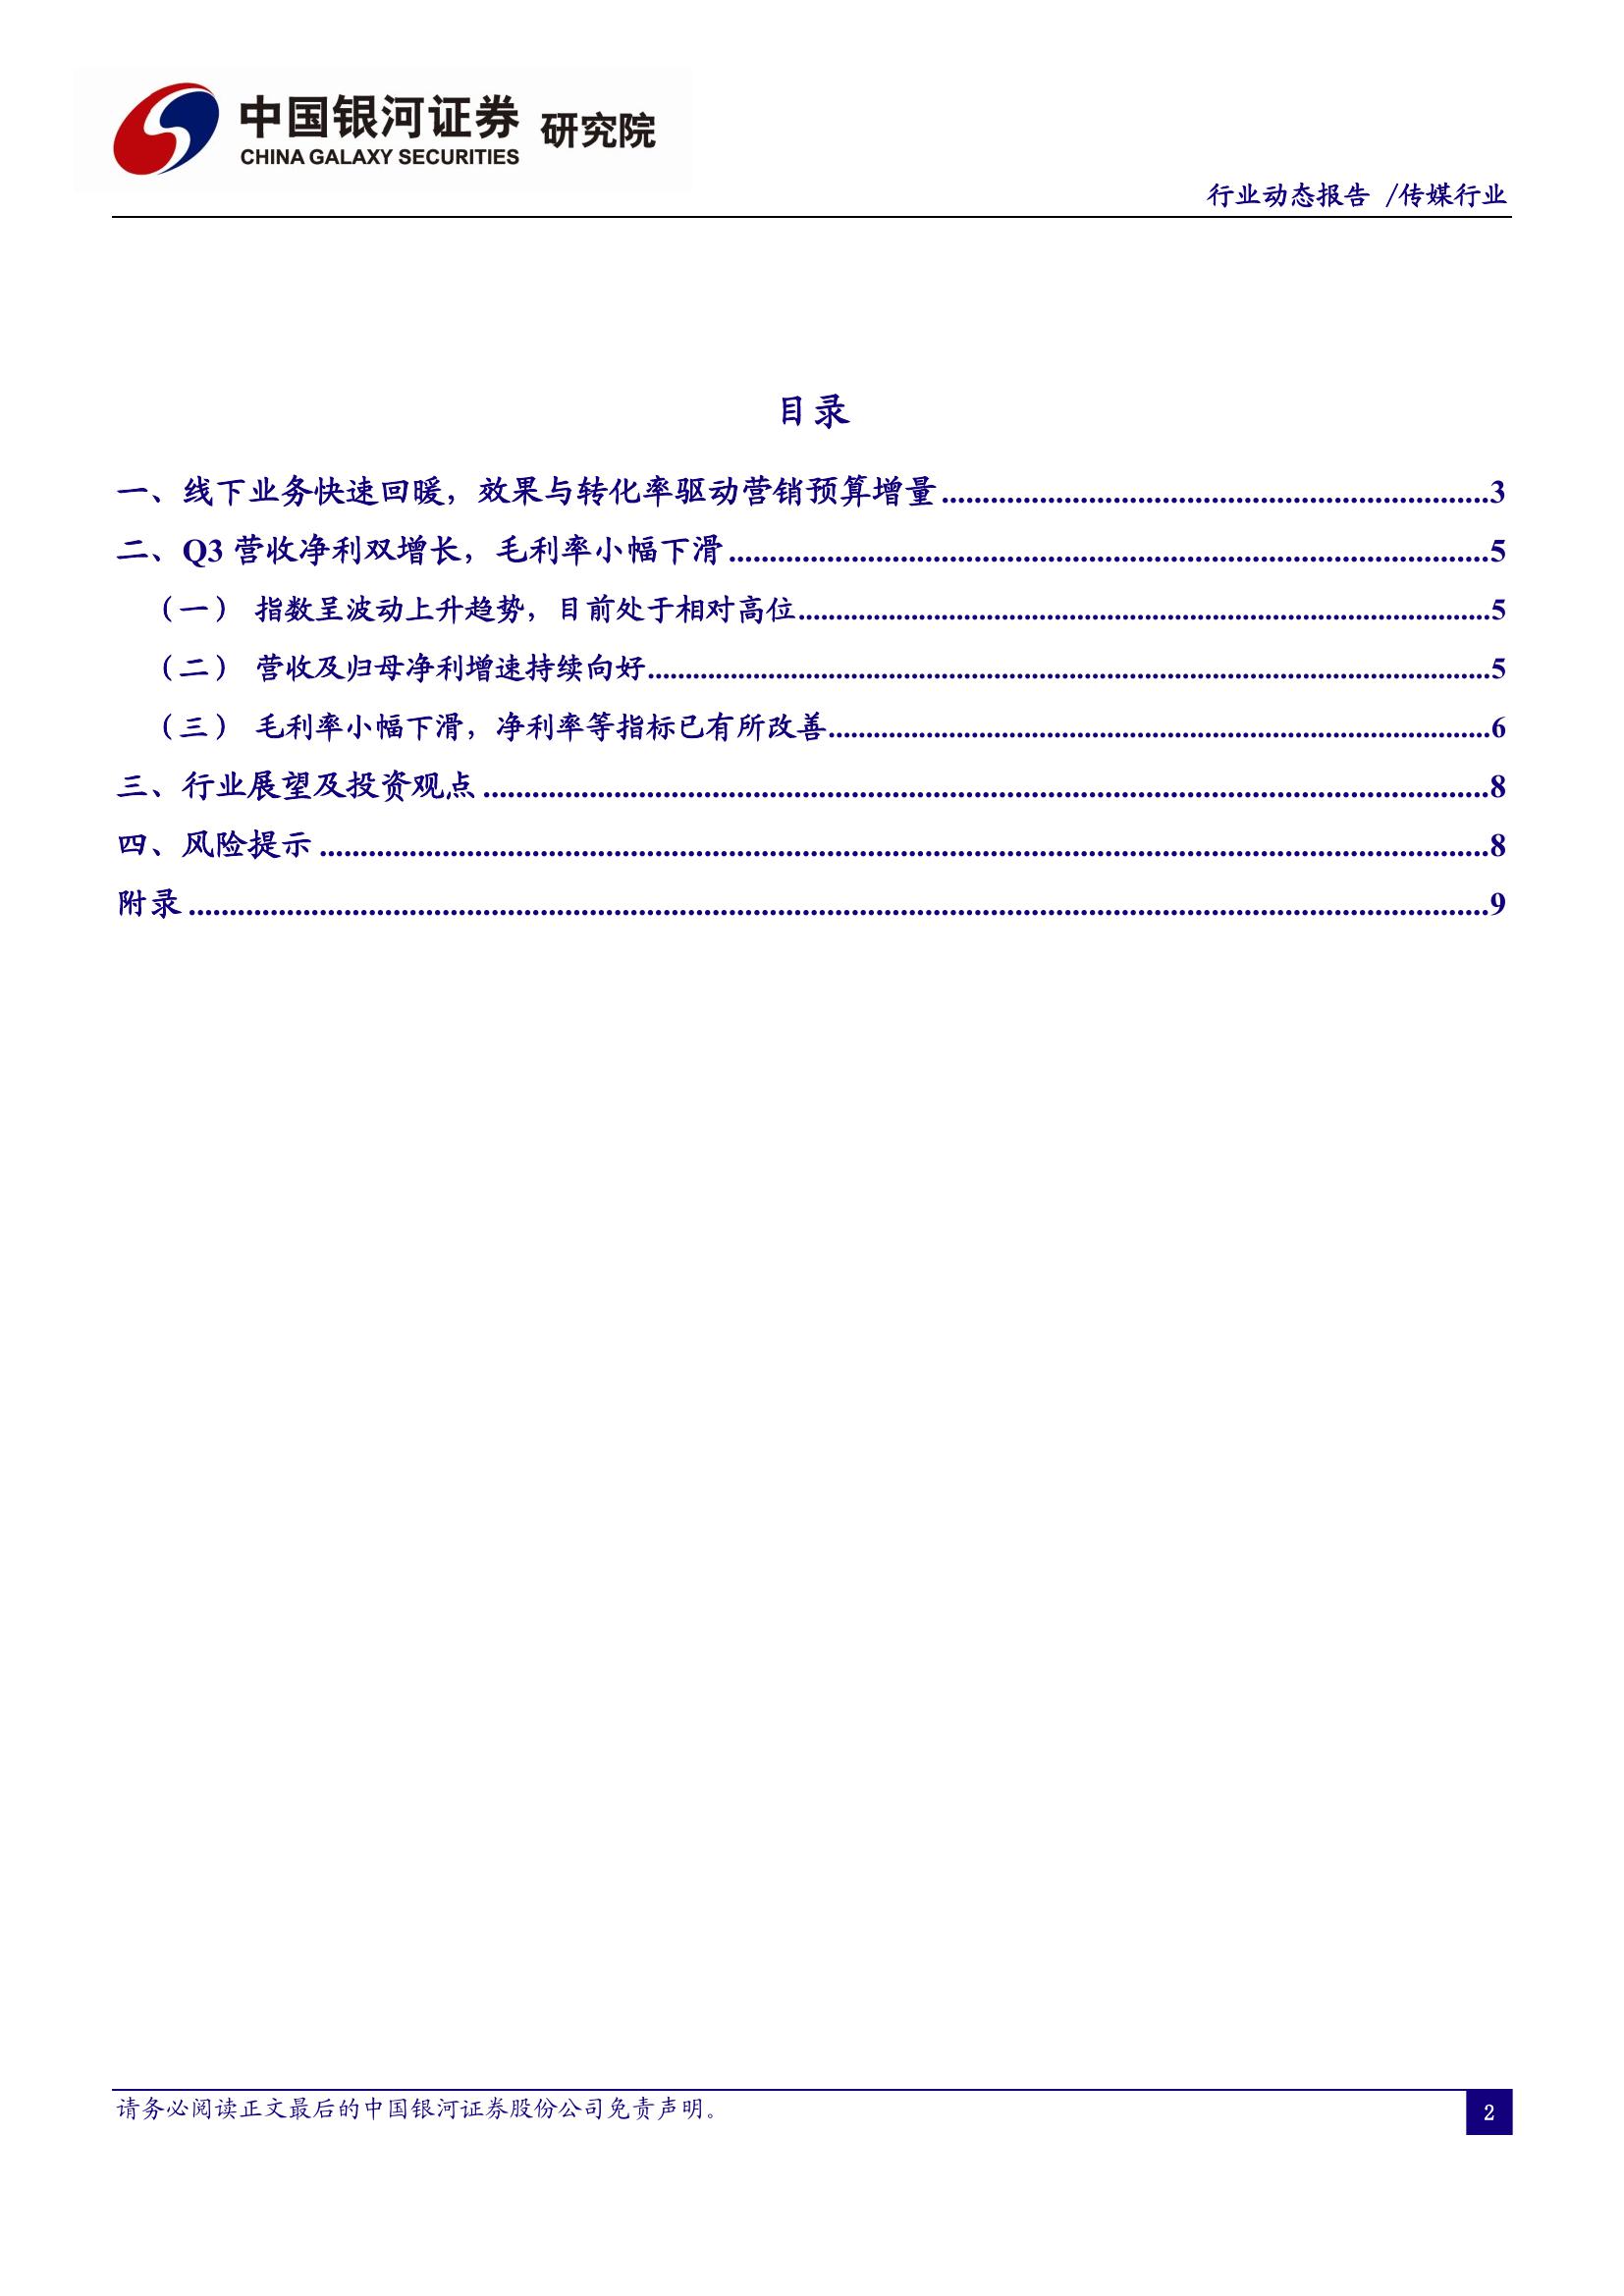 中国银河证券 研究院
CHINA GALAXY SECURITIES
行业动态报告 /传媒行业
目录
一、线下业务快速回暖，效果与转化率驱动营销预算增量........................................3
二、Q3 营收净利双增长，毛利率小幅下滑........................................5
（一） 指数呈波动上升趋势，目前处于相对高位........................................5
（二） 营收及归母净利增速持续向好........................................5
（三） 毛利率小幅下滑，净利率等指标已有所改善........................................6
三、行业展望及投资观点........................................8
四、风险提示........................................8
附录........................................9
请务必阅读正文最后的中国银河证券股份公司免责声明。
2